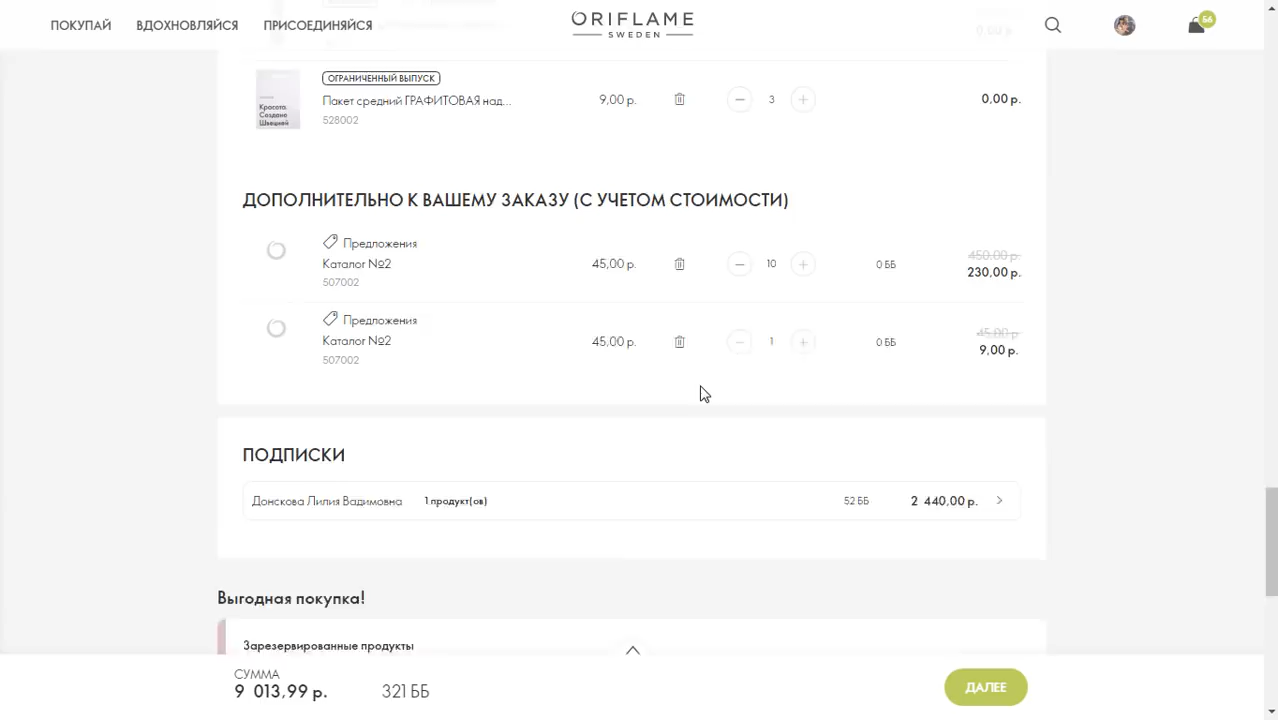 ПОКУПАЙ ВДОХНОВЛЯЙСЯ ПРИСОЕДИНЯЙСЯ
ORIFLAME
SWEDEN
56
0,00 р.
ОГРАНИЧЕННЫЙ ВЫПУСК
Пакет средний ГРАФИТОВАЯ над... 9,00 р. 3 0,00 р.
528002
Красота.
Создано
Швецией
ДОПОЛНИТЕЛЬНО К ВАШЕМУ ЗАКАЗУ (С УЧЕТОМ СТОИМОСТИ)
Предложения
Каталог №2 45,00 р. 10 0 ББ 450,00 р.
507002 230,00 р.
Предложения
Каталог №2 45,00 р. 1 0 ББ 45,00 р.
507002 9,00 р.
ПОДПИСКИ
Донскова Лилия Вадимовна 1 продукт(ов) 52 ББ 2 440,00 р.
Выгодная покупка!
Зарезервированные продукты
СУММА
9 013,99 р. 321 ББ ДАЛЕЕ